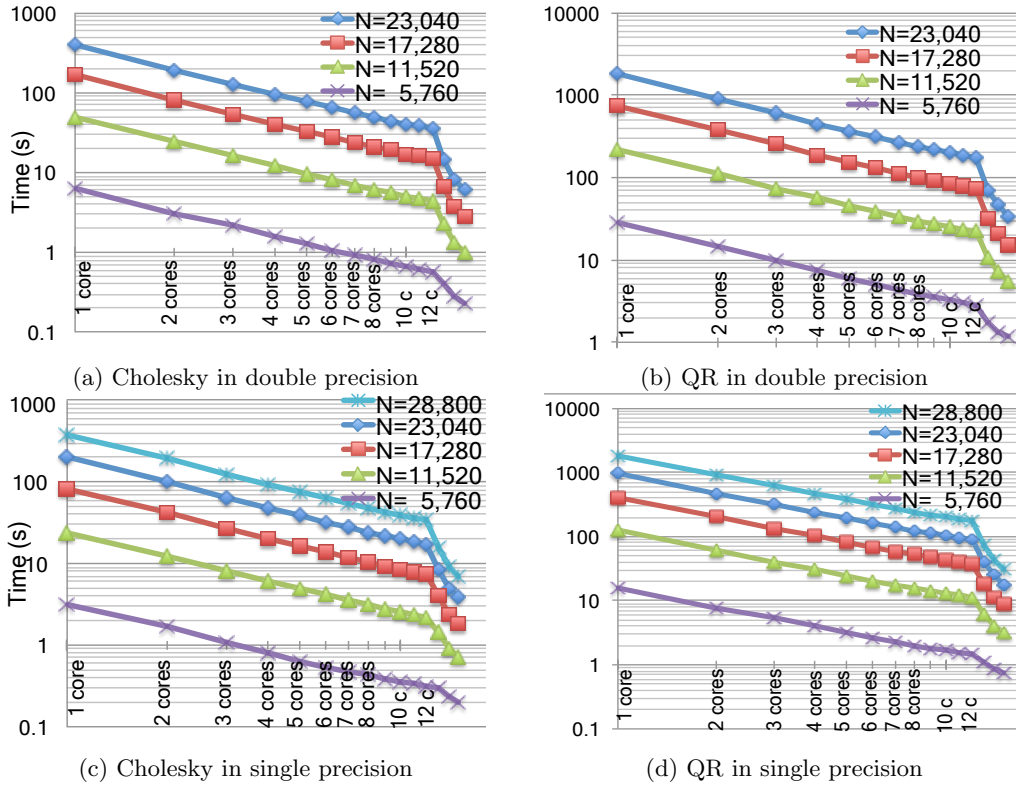 1000
100
10
1
0.1
Time (s)
N=23,040
N=17,280
N=11,520
N= 5,760
1 core
2 cores
3 cores
4 cores
5 cores
6 cores
7 cores
8 cores
10 c
12 c
(a) Cholesky in double precision
10000
1000
100
10
1
N=23,040
N=17,280
N=11,520
N= 5,760
1 core
2 cores
3 cores
4 cores
5 cores
6 cores
7 cores
8 cores
10 c
12 c
(b) QR in double precision
1000
100
10
1
0.1
Time (s)
N=28,800
N=23,040
N=17,280
N=11,520
N= 5,760
1 core
2 cores
3 cores
4 cores
5 cores
6 cores
7 cores
8 cores
10 c
12 c
(c) Cholesky in single precision
10000
1000
100
10
1
0.1
N=28,800
N=23,040
N=17,280
N=11,520
N= 5,760
1 core
2 cores
3 cores
4 cores
5 cores
6 cores
7 cores
8 cores
10 c
12 c
(d) QR in single precision